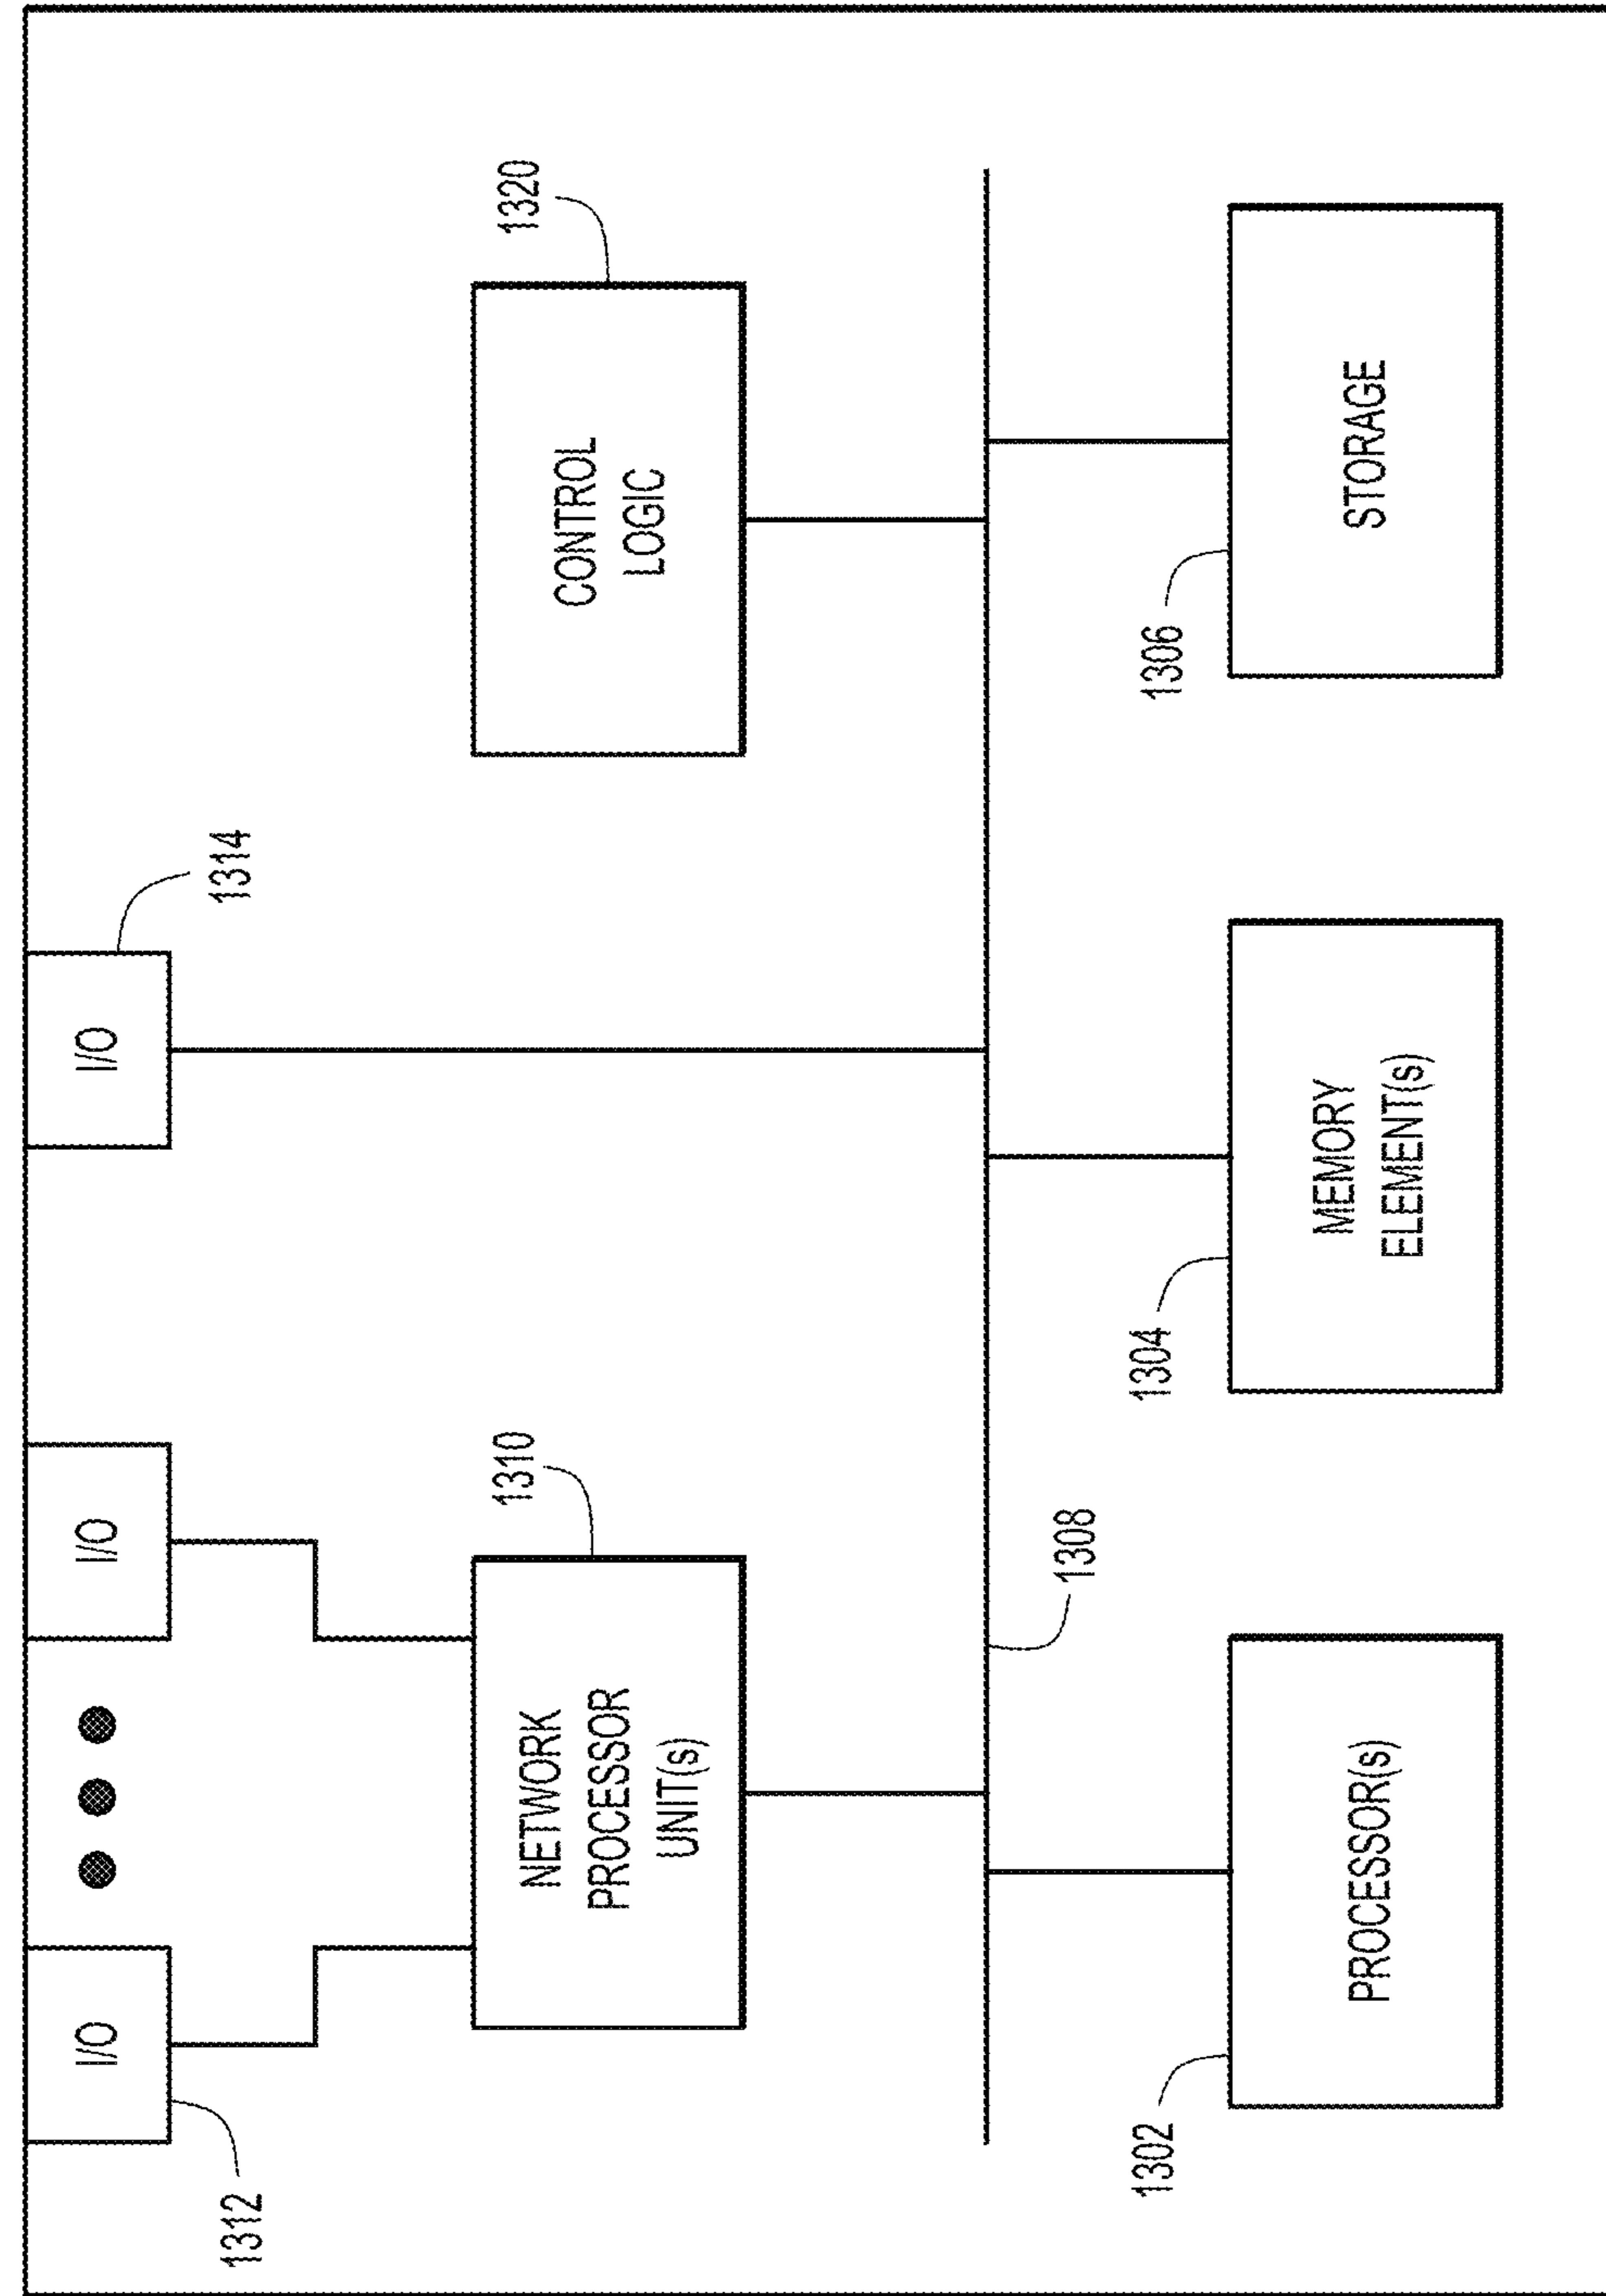 I/O
I/O
I/O
1312
1314
1310
1320
NETWORK
PROCESSOR
UNIT(s)
CONTROL
LOGIC
1308
1302
1304
1306
PROCESSOR(s)
MEMORY
ELEMENT(s)
STORAGE